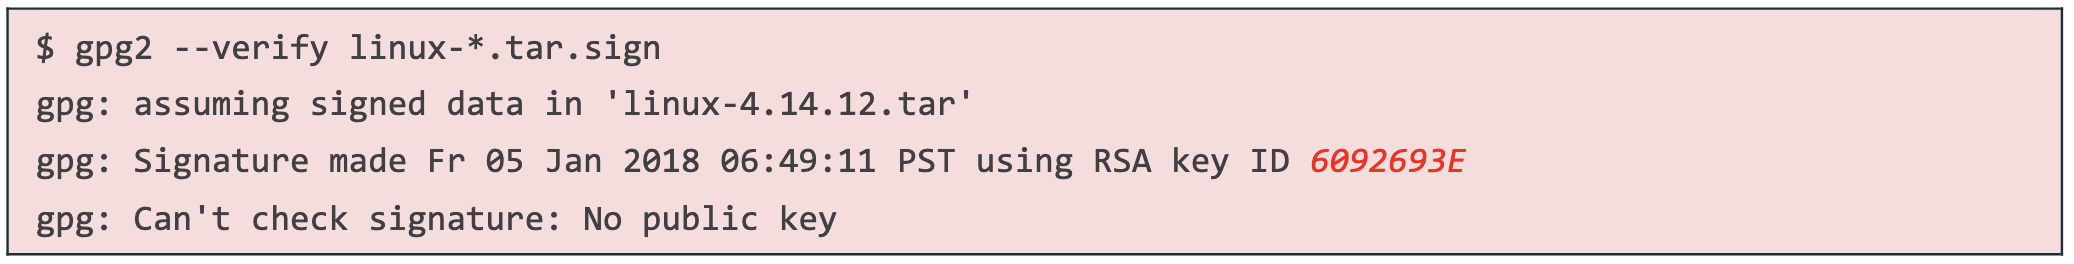 $ gpg2 --verify linux-*.tar.sign
gpg: assuming signed data in 'linux-4.14.12.tar'
gpg: Signature made Fr 05 Jan 2018 06:49:11 PST using RSA key ID 6092693E
gpg: Can't check signature: No public key